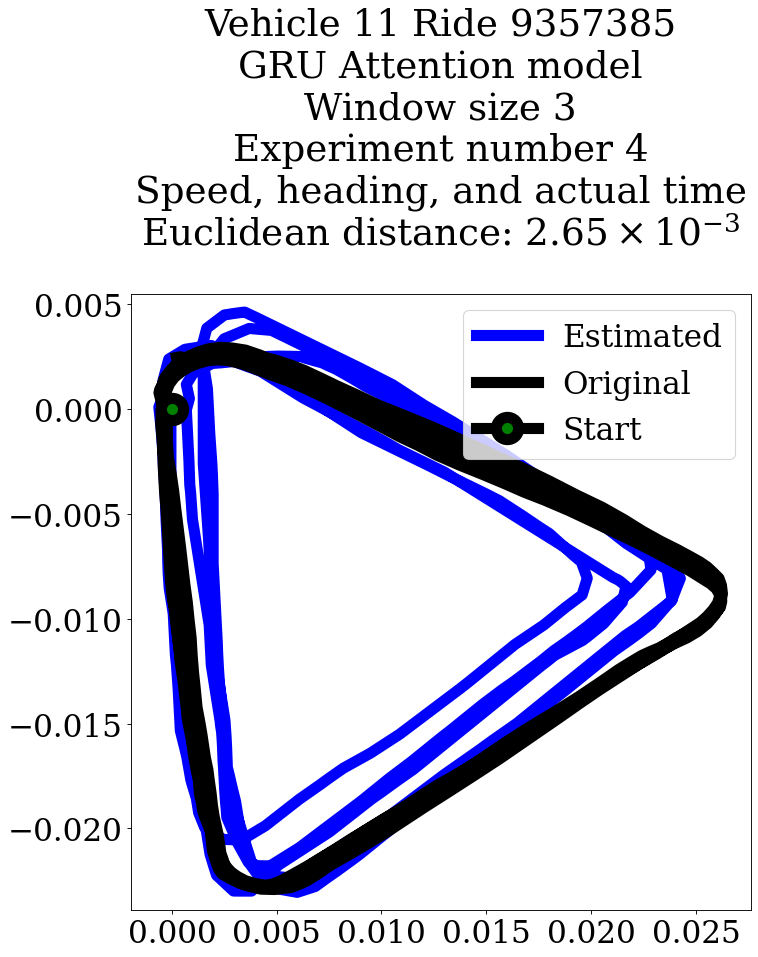 Vehicle 11 Ride 9357385
GRU Attention model
Window size 3
Experiment number 4
Speed, heading, and actual time
Euclidean distance: 2.65 × 10⁻³
0.005
0.000
−0.005
−0.010
−0.015
−0.020
Estimated
Original
Start
0.000 0.005 0.010 0.015 0.020 0.025